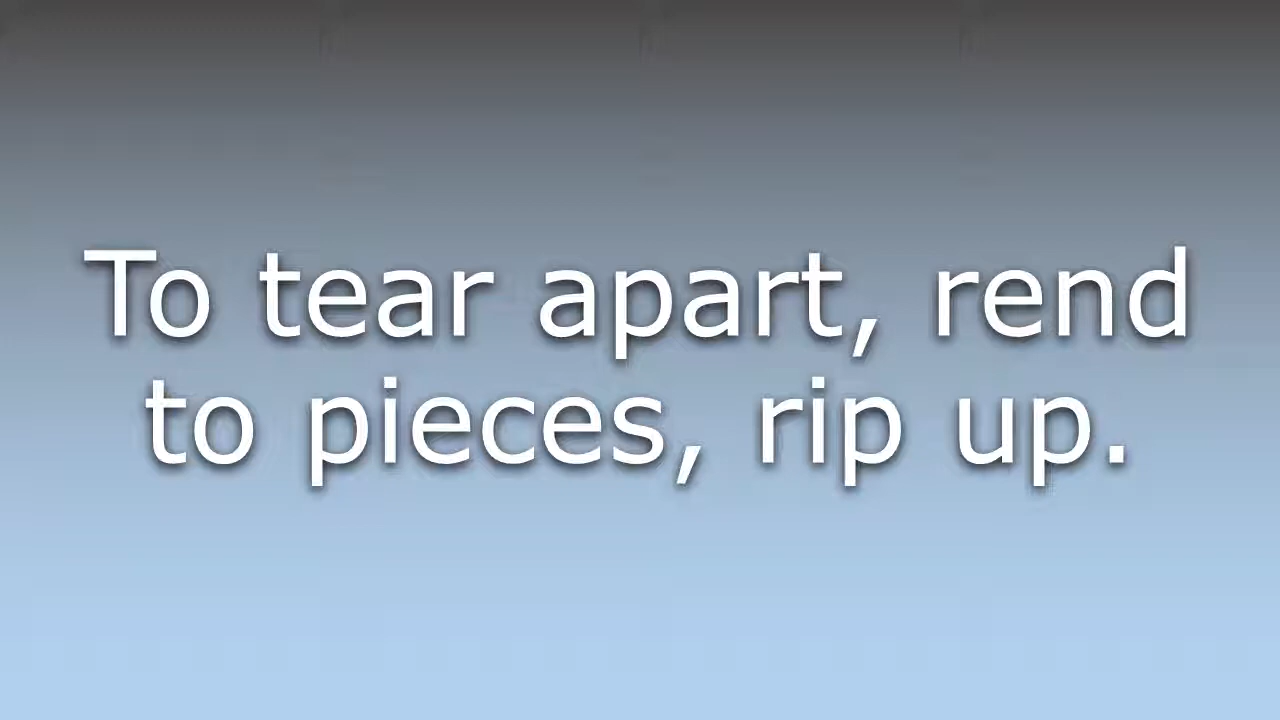 To tear apart, rend
to pieces, rip up.